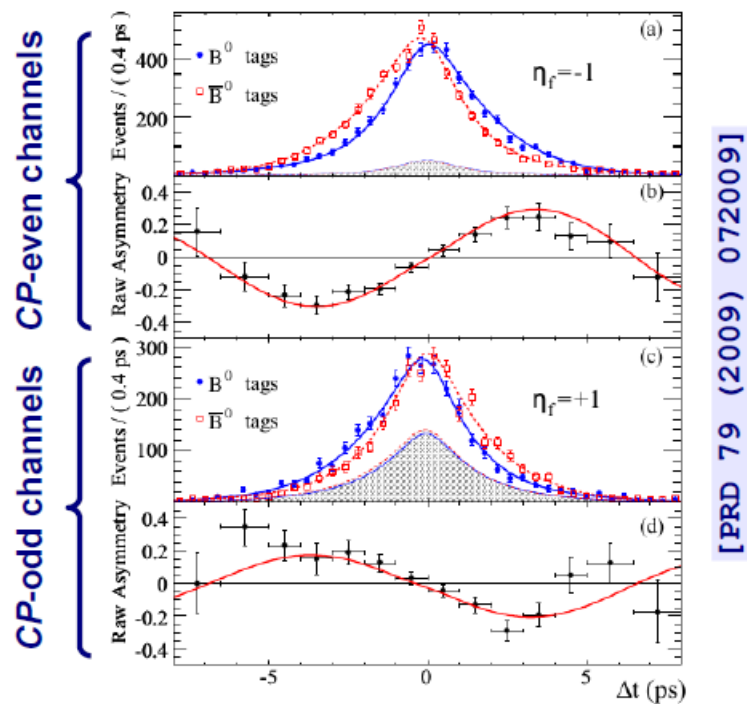 CP-even channels
Events / ( 0.4 ps )
400
200
(a)
B⁰ tags
B̅⁰ tags
η_f=-1
Raw Asymmetry
0.4
0.2
0
-0.2
-0.4
(b)
CP-odd channels
Events / ( 0.4 ps )
300
200
100
(c)
B⁰ tags
B̅⁰ tags
η_f=+1
Raw Asymmetry
0.4
0.2
0
-0.2
-0.4
(d)
-5
0
5
Δt (ps)
[PRD 79 (2009) 072009]